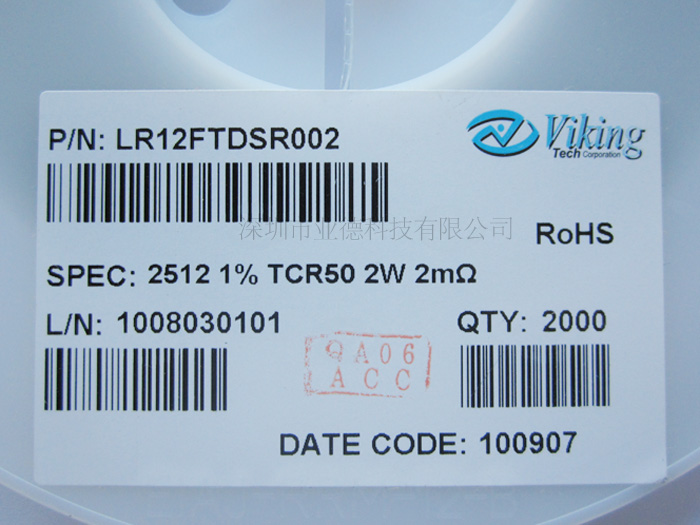 P/N: LR12FTDSR002
Viking
Tech Corporation
深圳市业德科技有限公司
RoHS
SPEC: 2512 1% TCR50 2W 2mΩ
L/N: 1008030101
QTY: 2000
QA06
ACC
DATE CODE: 100907